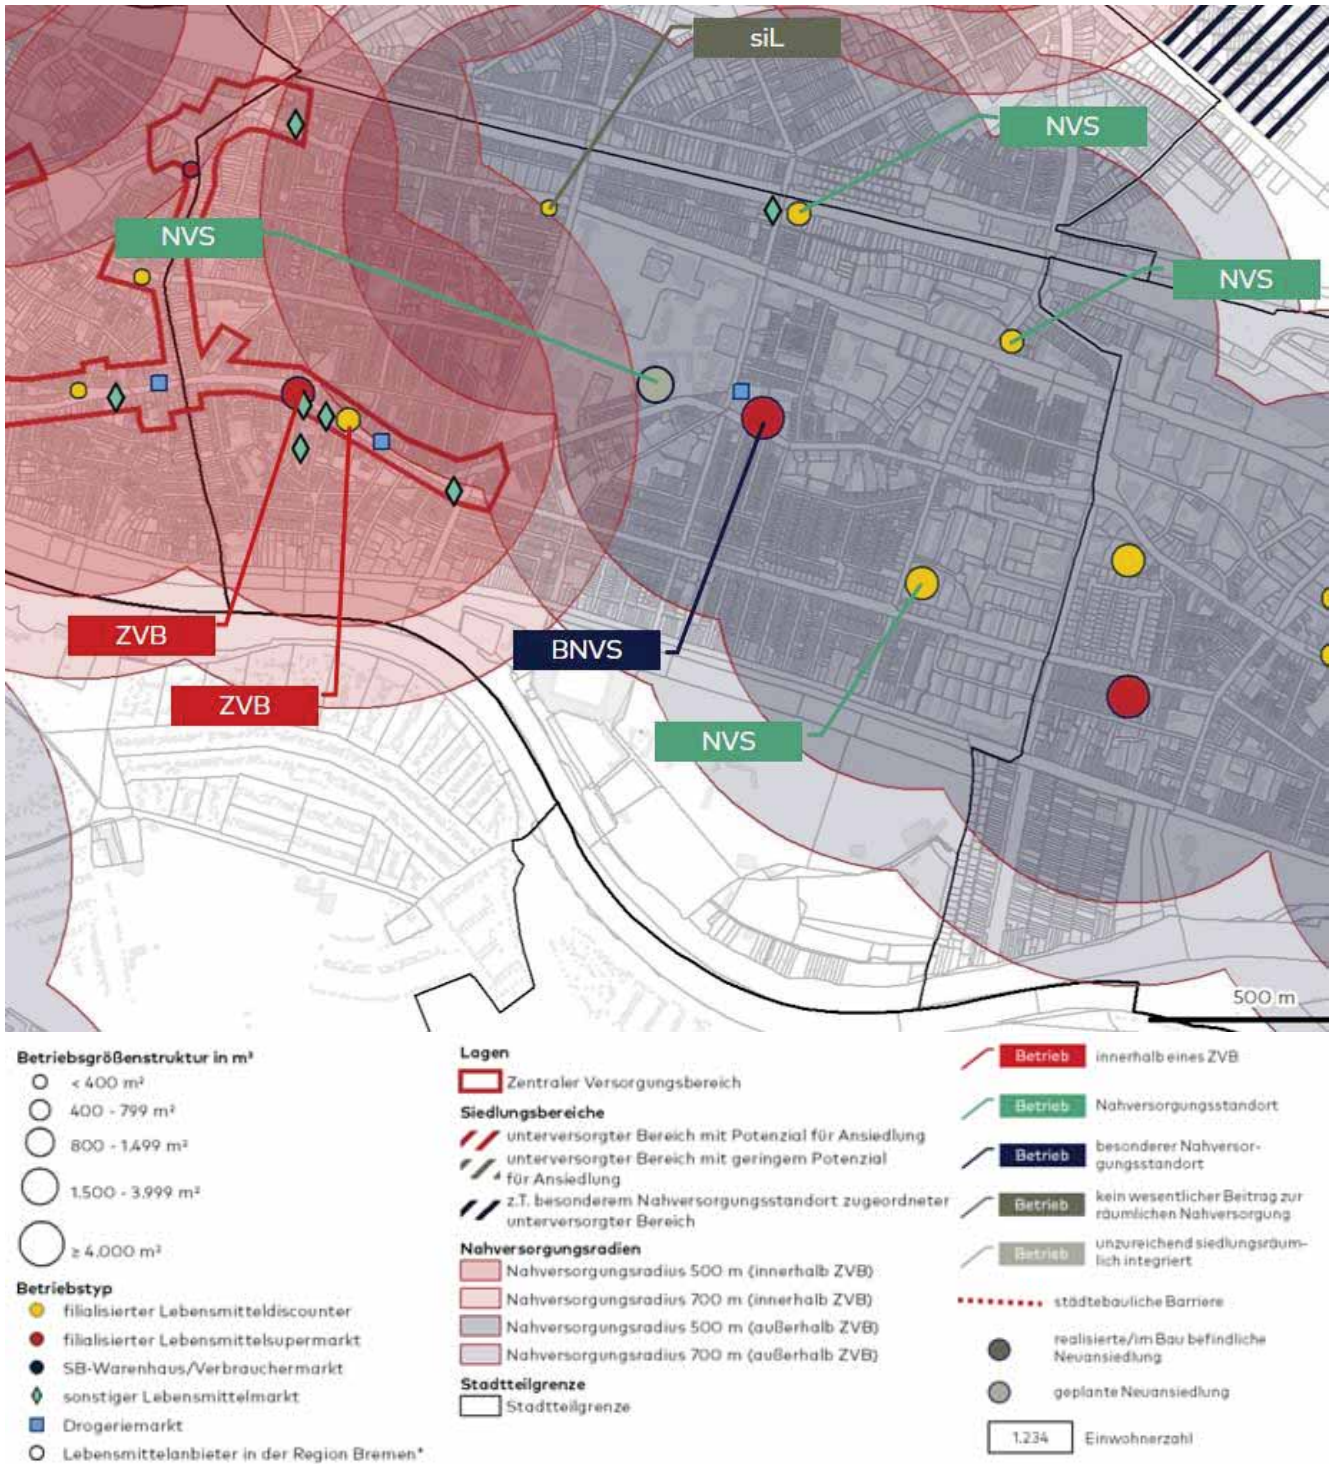 siL
NVS
NVS
NVS
ZVB
BNVS
ZVB
NVS
500 m
Betriebsgrößenstruktur in m²
< 400 m²
400 - 799 m²
800 - 1.499 m²
1.500 - 3.999 m²
≥ 4.000 m²
Betriebstyp
filialisierter Lebensmitteldiscounter
filialisierter Lebensmittelsupermarkt
SB-Warenhaus/Verbrauchermarkt
sonstiger Lebensmittelmarkt
Drogeriemarkt
Lebensmittelanbieter in der Region Bremen*
Lagen
Zentraler Versorgungsbereich
Siedlungsbereiche
unterversorgter Bereich mit Potenzial für Ansiedlung
unterversorgter Bereich mit geringem Potenzial
für Ansiedlung
z.T. besonderem Nahversorgungsstandort zugeordneter
unterversorgter Bereich
Nahversorgungsradien
Nahversorgungsradius 500 m (innerhalb ZVB)
Nahversorgungsradius 700 m (innerhalb ZVB)
Nahversorgungsradius 500 m (außerhalb ZVB)
Nahversorgungsradius 700 m (außerhalb ZVB)
Stadtteilgrenze
Stadtteilgrenze
Betrieb innerhalb eines ZVB
Betrieb Nahversorgungsstandort
Betrieb besonderer Nahversor-
gungsstandort
Betrieb kein wesentlicher Beitrag zur
räumlichen Nahversorgung
Betrieb unzureichend siedlungsräum-
lich integriert
städtebauliche Barriere
realisierte/im Bau befindliche
Neuansiedlung
geplante Neuansiedlung
1.234 Einwohnerzahl